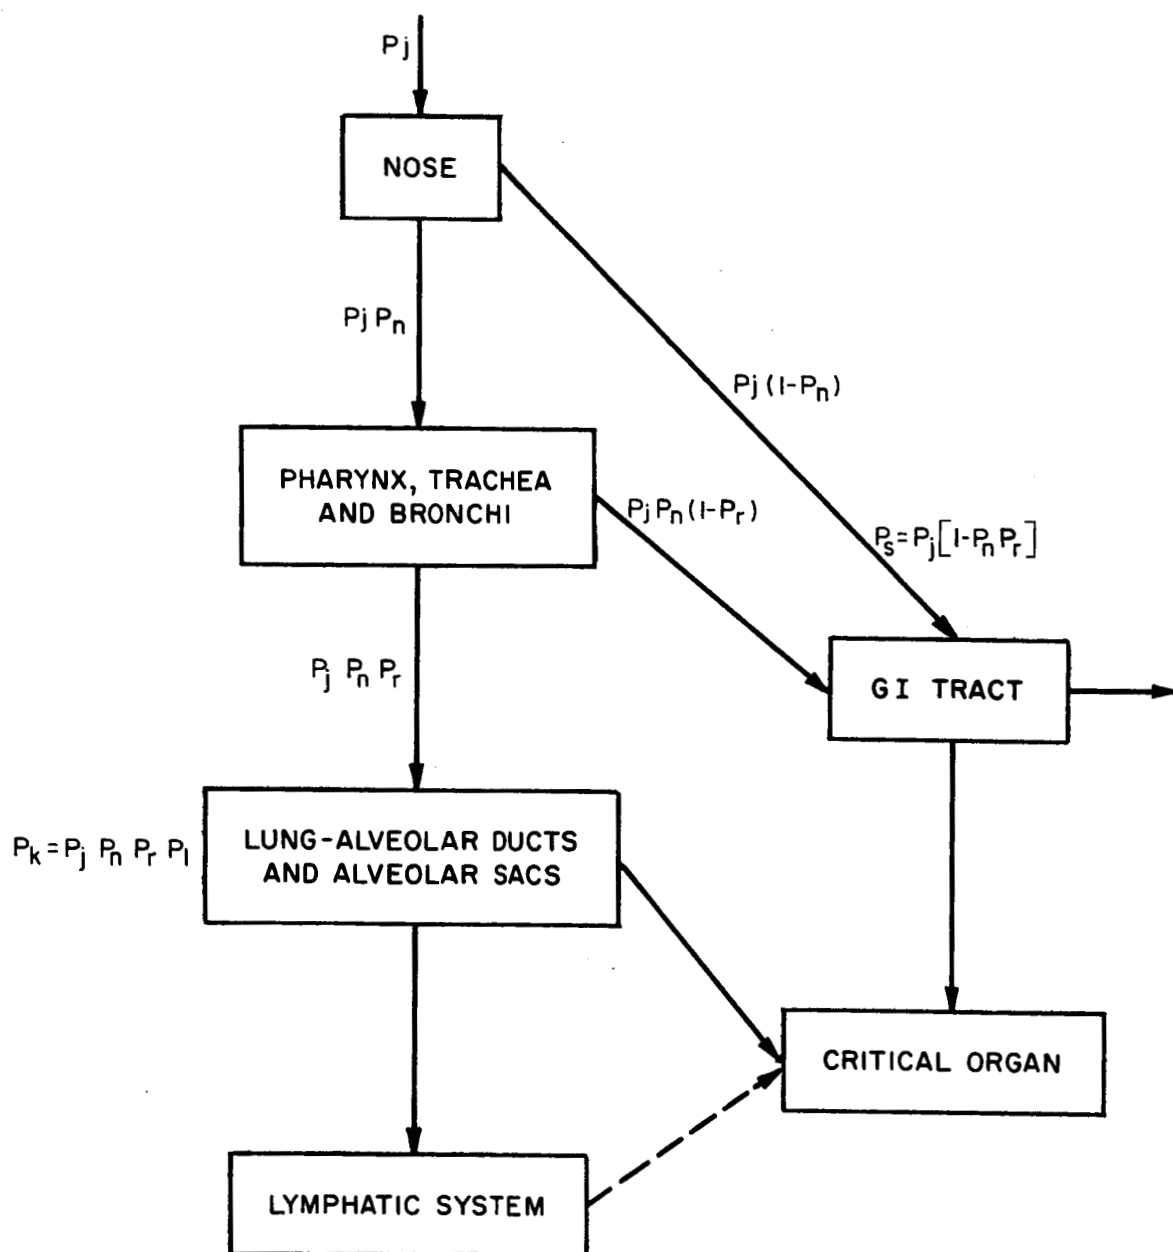 Pj
NOSE
Pj Pn
Pj (1-Pn)
PHARYNX, TRACHEA
AND BRONCHI
Pj Pn (1-Pr)
Ps = Pj [1-Pn Pr]
Pj Pn Pr
GI TRACT
Pk = Pj Pn Pr Pl
LUNG-ALVEOLAR DUCTS
AND ALVEOLAR SACS
CRITICAL ORGAN
LYMPHATIC SYSTEM